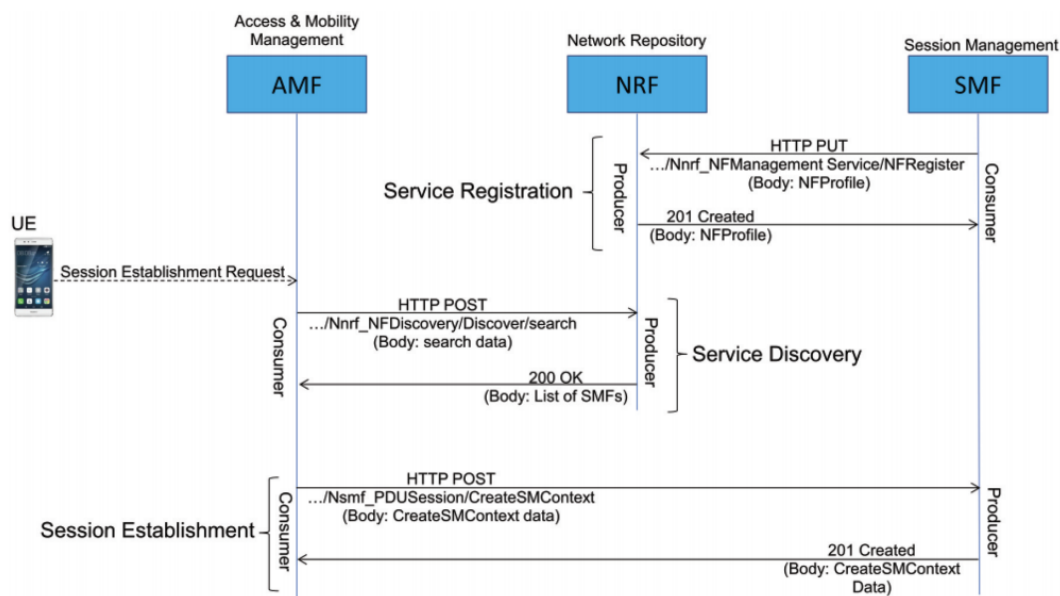 Access & Mobility
Management
Network Repository
Session Management
AMF
NRF
SMF
HTTP PUT
…/Nnrf_NFManagement Service/NFRegister
(Body: NFProfile)
Service Registration
Producer
Consumer
201 Created
(Body: NFProfile)
UE
Session Establishment Request
HTTP POST
…/Nnrf_NFDiscovery/Discover/search
(Body: search data)
Consumer
Producer
Service Discovery
200 OK
(Body: List of SMFs)
HTTP POST
…/Nsmf_PDUSession/CreateSMContext
(Body: CreateSMContext data)
Session Establishment
Consumer
Producer
201 Created
(Body: CreateSMContext
Data)